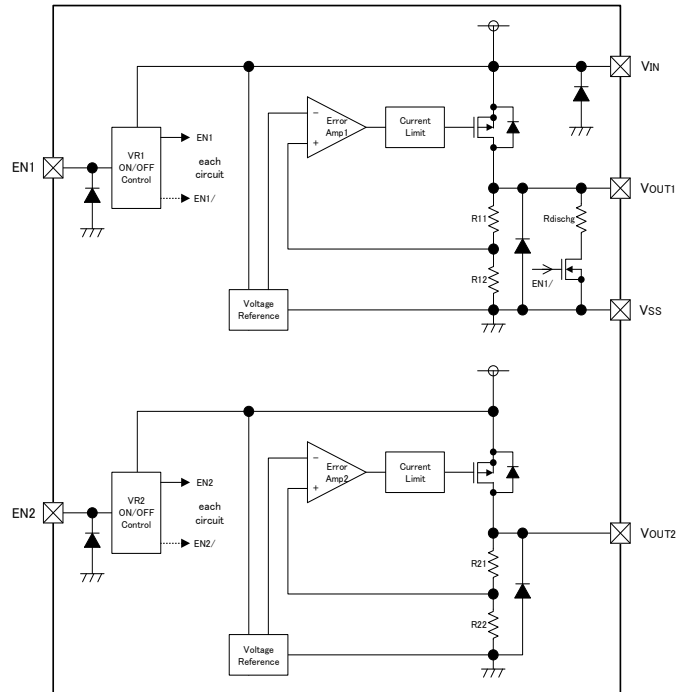 VIN
EN1
VR1
ON/OFF
Control
EN1
each
circuit
EN1/
−
+
Error
Amp1
Current
Limit
VOUT1
R11
Rdischg
R12
EN1/
Voltage
Reference
VSS
EN2
VR2
ON/OFF
Control
EN2
each
circuit
EN2/
−
+
Error
Amp2
Current
Limit
VOUT2
R21
R22
Voltage
Reference